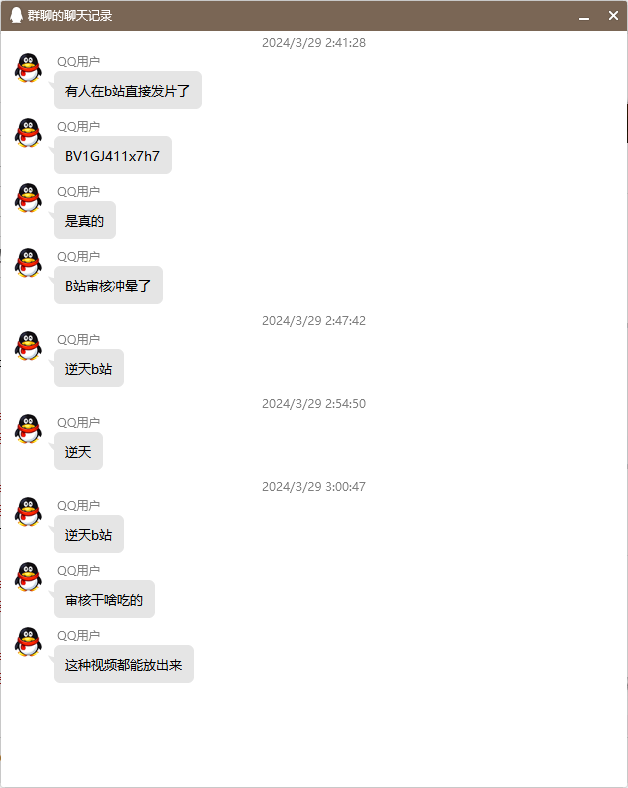 群聊的聊天记录
2024/3/29 2:41:28
QQ用户
有人在b站直接发片了
QQ用户
BV1GJ411x7h7
QQ用户
是真的
QQ用户
B站审核冲晕了
2024/3/29 2:47:42
QQ用户
逆天b站
2024/3/29 2:54:50
QQ用户
逆天
2024/3/29 3:00:47
QQ用户
逆天b站
QQ用户
审核干啥吃的
QQ用户
这种视频都能放出来